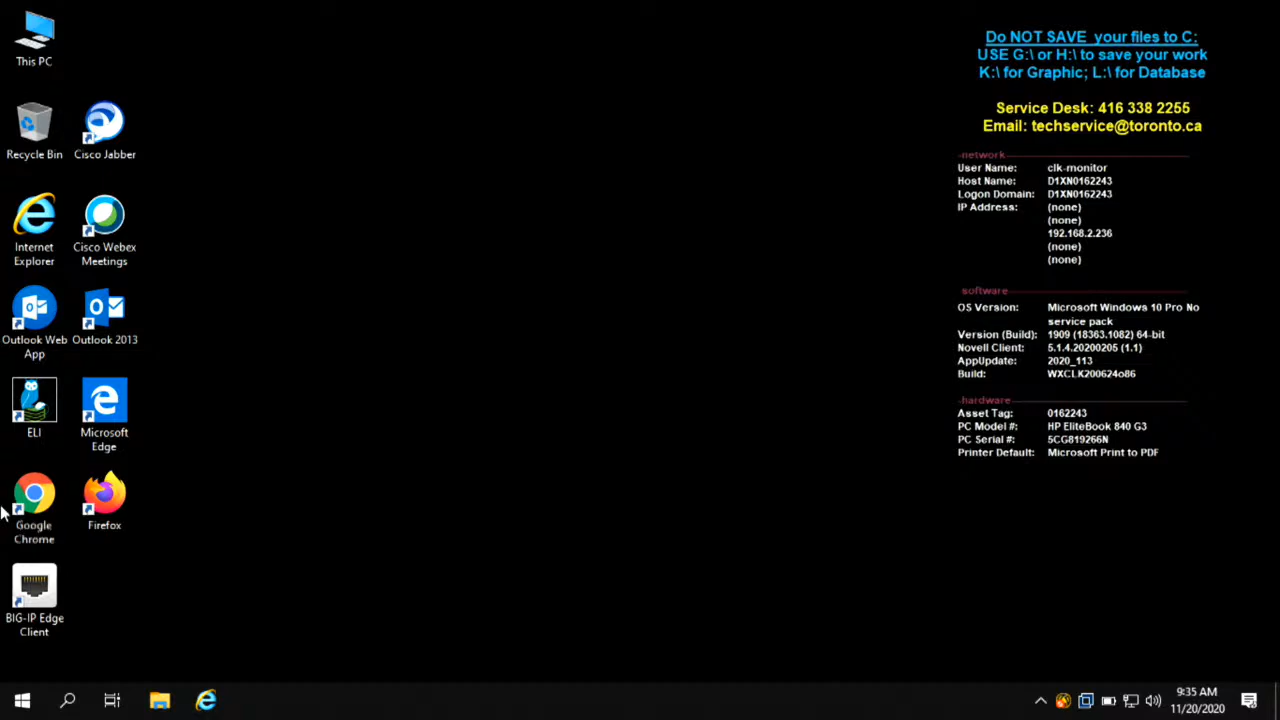 This PC
Recycle Bin
Cisco Jabber
Internet
Explorer
Cisco Webex
Meetings
Outlook Web
App
Outlook 2013
ELI
Microsoft
Edge
Google
Chrome
Firefox
BIG-IP Edge
Client
Do NOT SAVE your files to C:
USE G:\ or H:\ to save your work
K:\ for Graphic; L:\ for Database
Service Desk: 416 338 2255
Email: techservice@toronto.ca
network
User Name: clk-monitor
Host Name: D1XN0162243
Logon Domain: D1XN0162243
IP Address: (none)
(none)
192.168.2.236
(none)
(none)
software
OS Version: Microsoft Windows 10 Pro No
service pack
Version (Build): 1909 (18363.1082) 64-bit
Novell Client: 5.1.4.20200205 (1.1)
AppUpdate: 2020_113
Build: WXCLK200624o86
hardware
Asset Tag: 0162243
PC Model #: HP EliteBook 840 G3
PC Serial #: 5CG819266N
Printer Default: Microsoft Print to PDF
9:35 AM
11/20/2020